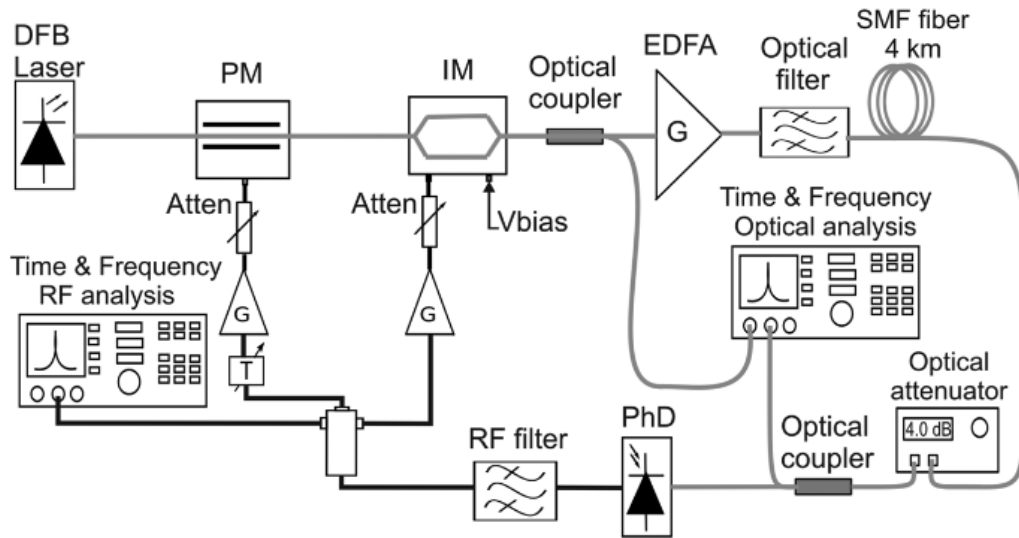 DFB
Laser
PM
IM
Optical
coupler
EDFA
Optical
filter
SMF fiber
4 km
G
Atten
Atten
Vbias
Time & Frequency
Optical analysis
Time & Frequency
RF analysis
G
G
T
Optical
attenuator
4.0 dB
PhD
RF filter
Optical
coupler